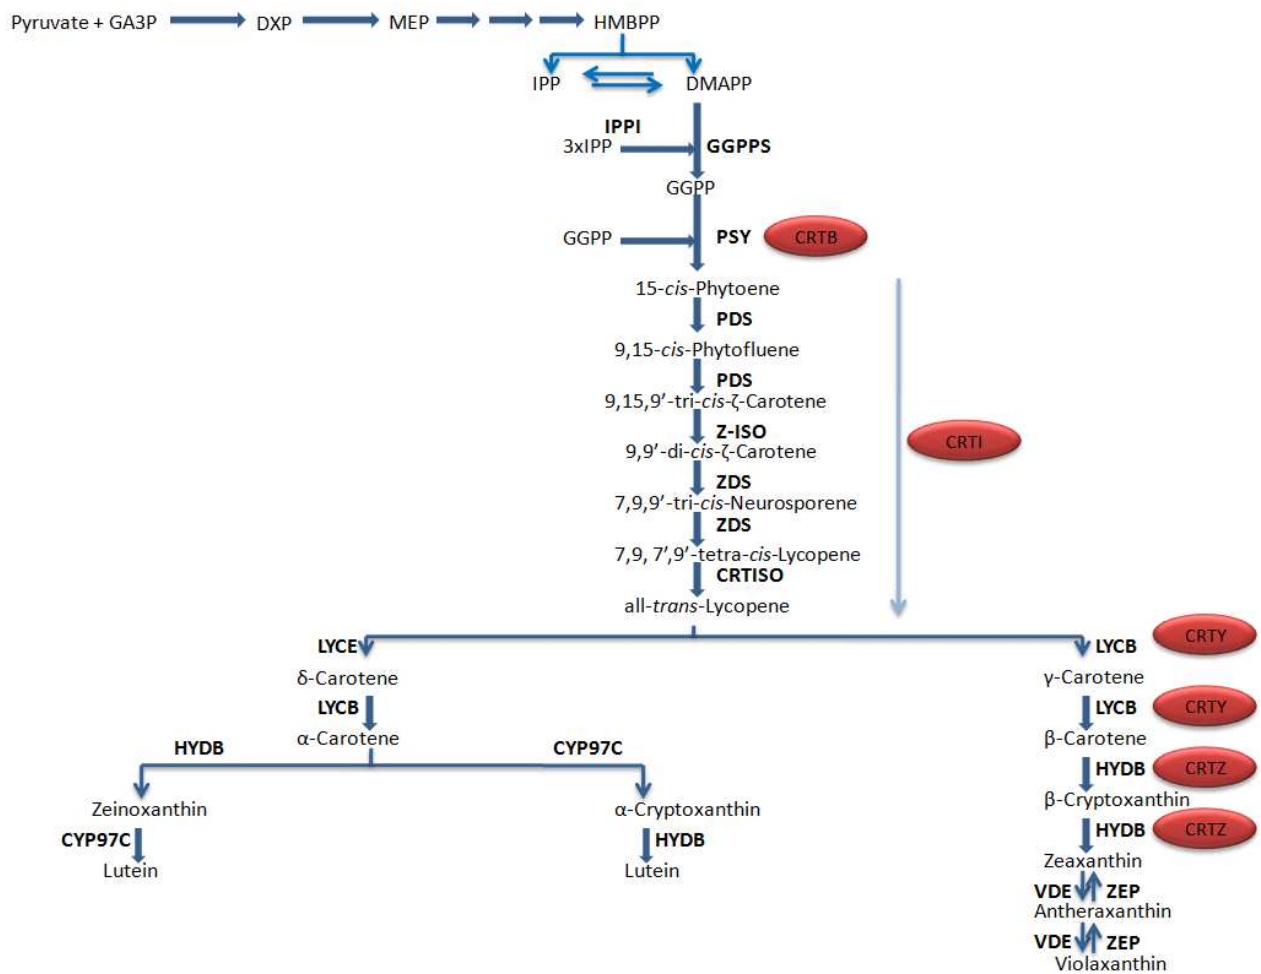 Pyruvate + GA3P DXP MEP HMBPP
IPP DMAPP
IPPI
3xIPP GGPPS
GGPP
GGPP PSY CRTB
15-cis-Phytoene
PDS
9,15-cis-Phytofluene
PDS
9,15,9′-tri-cis-ζ-Carotene
Z-ISO CRTI
9,9′-di-cis-ζ-Carotene
ZDS
7,9,9′-tri-cis-Neurosporene
ZDS
7,9, 7′,9′-tetra-cis-Lycopene
CRTISO
all-trans-Lycopene
LYCE LYCB CRTY
δ-Carotene γ-Carotene
LYCB LYCB CRTY
α-Carotene β-Carotene
HYDB CYP97C HYDB CRTZ
Zeinoxanthin α-Cryptoxanthin β-Cryptoxanthin
CYP97C HYDB HYDB CRTZ
Lutein Lutein Zeaxanthin
VDE ZEP
Antheraxanthin
VDE ZEP
Violaxanthin